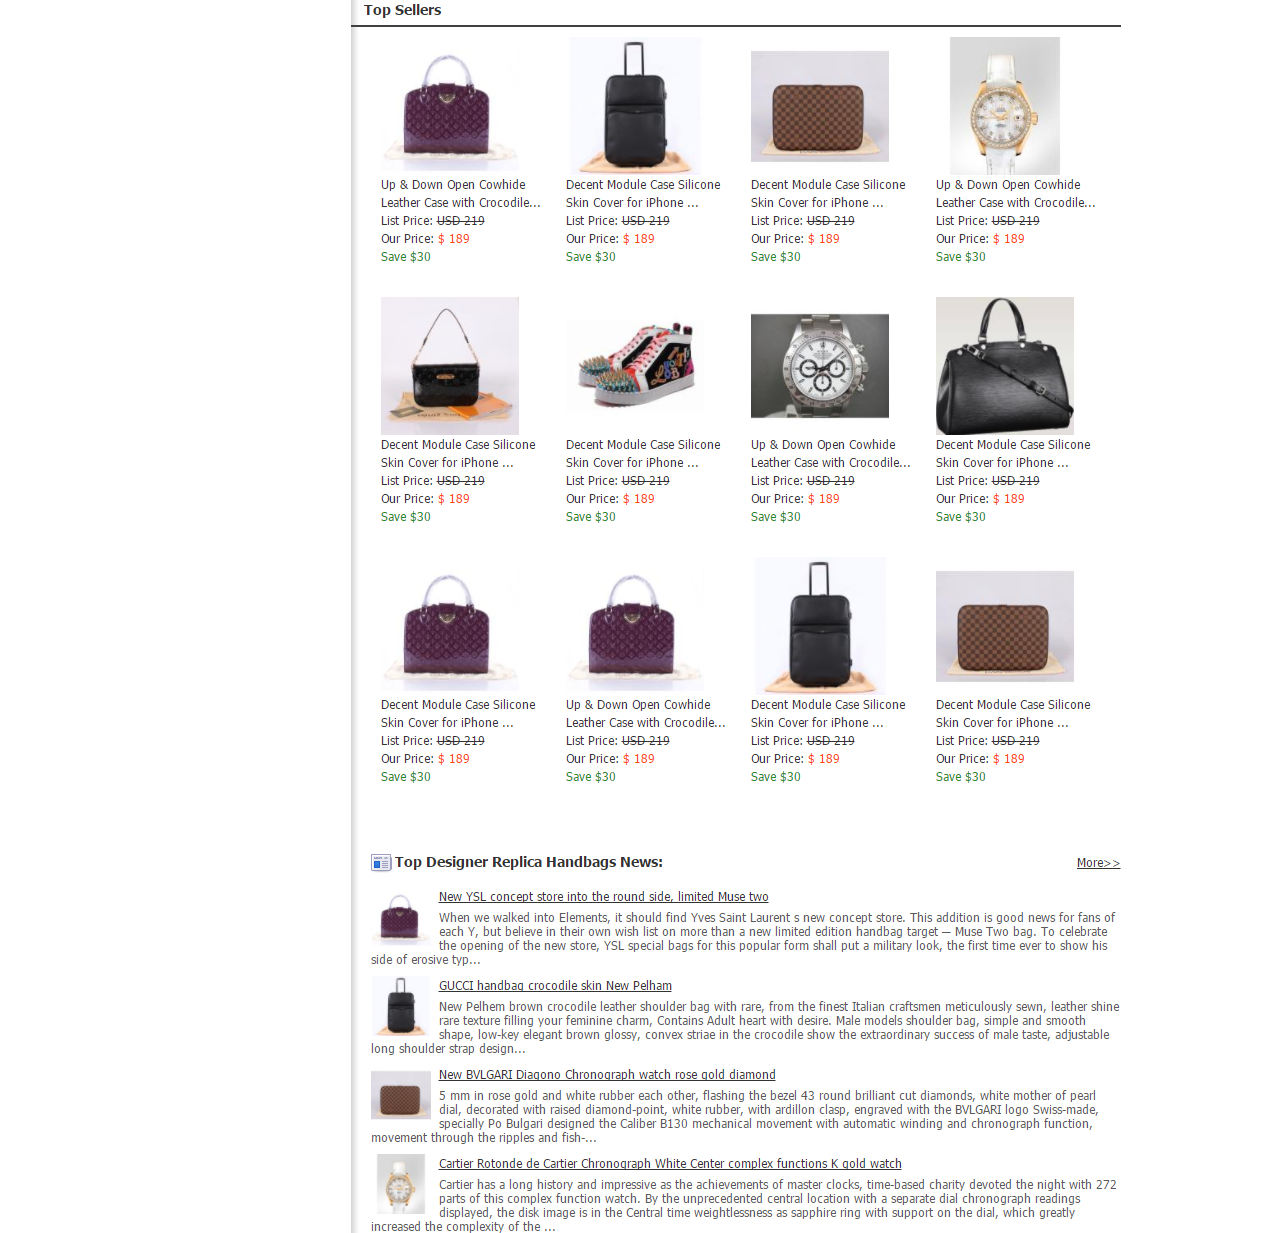 Top Sellers
Up & Down Open Cowhide
Leather Case with Crocodile...
List Price: USD 219
Our Price: $ 189
Save $30
Decent Module Case Silicone
Skin Cover for iPhone ...
List Price: USD 219
Our Price: $ 189
Save $30
Decent Module Case Silicone
Skin Cover for iPhone ...
List Price: USD 219
Our Price: $ 189
Save $30
Up & Down Open Cowhide
Leather Case with Crocodile...
List Price: USD 219
Our Price: $ 189
Save $30
Decent Module Case Silicone
Skin Cover for iPhone ...
List Price: USD 219
Our Price: $ 189
Save $30
Decent Module Case Silicone
Skin Cover for iPhone ...
List Price: USD 219
Our Price: $ 189
Save $30
Up & Down Open Cowhide
Leather Case with Crocodile...
List Price: USD 219
Our Price: $ 189
Save $30
Decent Module Case Silicone
Skin Cover for iPhone ...
List Price: USD 219
Our Price: $ 189
Save $30
Decent Module Case Silicone
Skin Cover for iPhone ...
List Price: USD 219
Our Price: $ 189
Save $30
Up & Down Open Cowhide
Leather Case with Crocodile...
List Price: USD 219
Our Price: $ 189
Save $30
Decent Module Case Silicone
Skin Cover for iPhone ...
List Price: USD 219
Our Price: $ 189
Save $30
Decent Module Case Silicone
Skin Cover for iPhone ...
List Price: USD 219
Our Price: $ 189
Save $30
Top Designer Replica Handbags News:
More>>
New YSL concept store into the round side, limited Muse two
When we walked into Elements, it should find Yves Saint Laurent s new concept store. This addition is good news for fans of
each Y, but believe in their own wish list on more than a new limited edition handbag target — Muse Two bag. To celebrate
the opening of the new store, YSL special bags for this popular form shall put a military look, the first time ever to show his
side of erosive typ...
GUCCI handbag crocodile skin New Pelham
New Pelhem brown crocodile leather shoulder bag with rare, from the finest Italian craftsmen meticulously sewn, leather shine
rare texture filling your feminine charm, Contains Adult heart with desire. Male models shoulder bag, simple and smooth
shape, low-key elegant brown glossy, convex striae in the crocodile show the extraordinary success of male taste, adjustable
long shoulder strap design...
New BVLGARI Diagono Chronograph watch rose gold diamond
5 mm in rose gold and white rubber each other, flashing the bezel 43 round brilliant cut diamonds, white mother of pearl
dial, decorated with raised diamond-point, white rubber, with ardillon clasp, engraved with the BVLGARI logo Swiss-made,
specially Po Bulgari designed the Caliber B130 mechanical movement with automatic winding and chronograph function,
movement through the ripples and fish-...
Cartier Rotonde de Cartier Chronograph White Center complex functions K gold watch
Cartier has a long history and impressive as the achievements of master clocks, time-based charity devoted the night with 272
parts of this complex function watch. By the unprecedented central location with a separate dial chronograph readings
displayed, the disk image is in the Central time weightlessness as sapphire ring with support on the dial, which greatly
increased the complexity of the ...